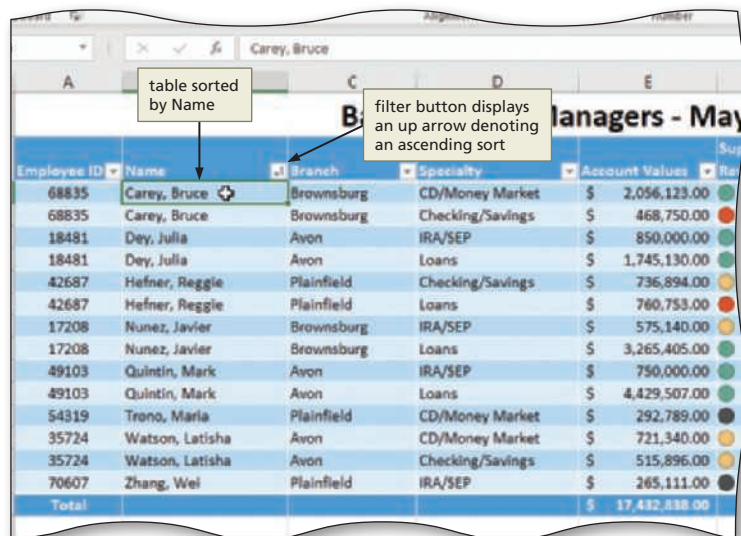 Number
Carey, Bruce
A C D E
table sorted
by Name
filter button displays
an up arrow denoting
an ascending sort
Managers - May
Employee ID Name Branch Specialty Account Values
68835 Carey, Bruce Brownsburg CD/Money Market $ 2,056,123.00
68835 Carey, Bruce Brownsburg Checking/Savings $ 468,750.00
18481 Dey, Julia Avon IRA/SEP $ 850,000.00
18481 Dey, Julia Avon Loans $ 1,745,130.00
42687 Hefner, Reggie Plainfield Checking/Savings $ 736,894.00
42687 Hefner, Reggie Plainfield Loans $ 760,753.00
17208 Nunez, Javier Brownsburg IRA/SEP $ 575,140.00
17208 Nunez, Javier Brownsburg Loans $ 3,265,405.00
49103 Quintin, Mark Avon IRA/SEP $ 750,000.00
49103 Quintin, Mark Avon Loans $ 4,429,507.00
54319 Trono, Maria Plainfield CD/Money Market $ 292,789.00
35724 Watson, Latisha Avon CD/Money Market $ 721,340.00
35724 Watson, Latisha Avon Checking/Savings $ 515,896.00
70607 Zhang, Wei Plainfield IRA/SEP $ 265,111.00
Total $ 17,432,838.00